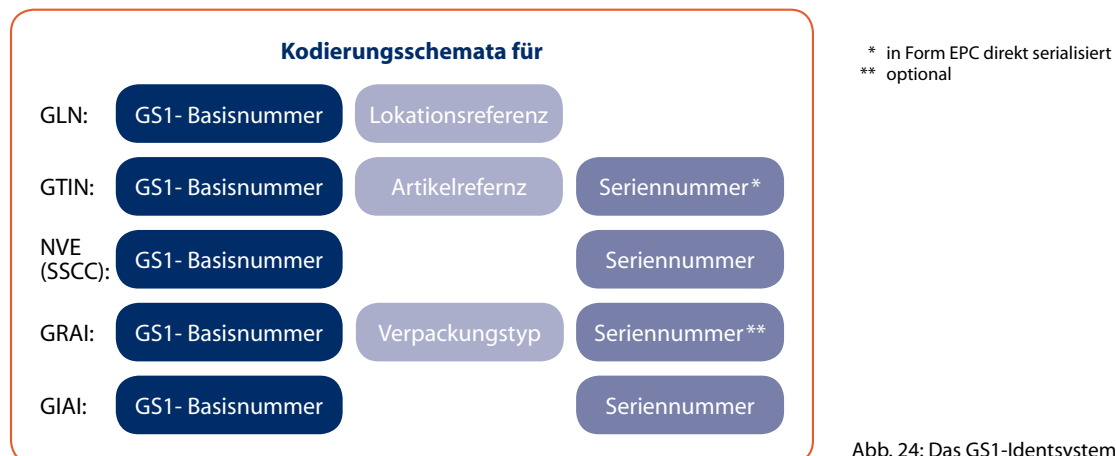 Kodierungsschemata für
* in Form EPC direkt serialisiert
** optional
GLN: GS1- Basisnummer Lokationsreferenz
GTIN: GS1- Basisnummer Artikelrefernz Seriennummer*
NVE
(SSCC): GS1- Basisnummer Seriennummer
GRAI: GS1- Basisnummer Verpackungstyp Seriennummer**
GIAI: GS1- Basisnummer Seriennummer
Abb. 24: Das GS1-Identsystem